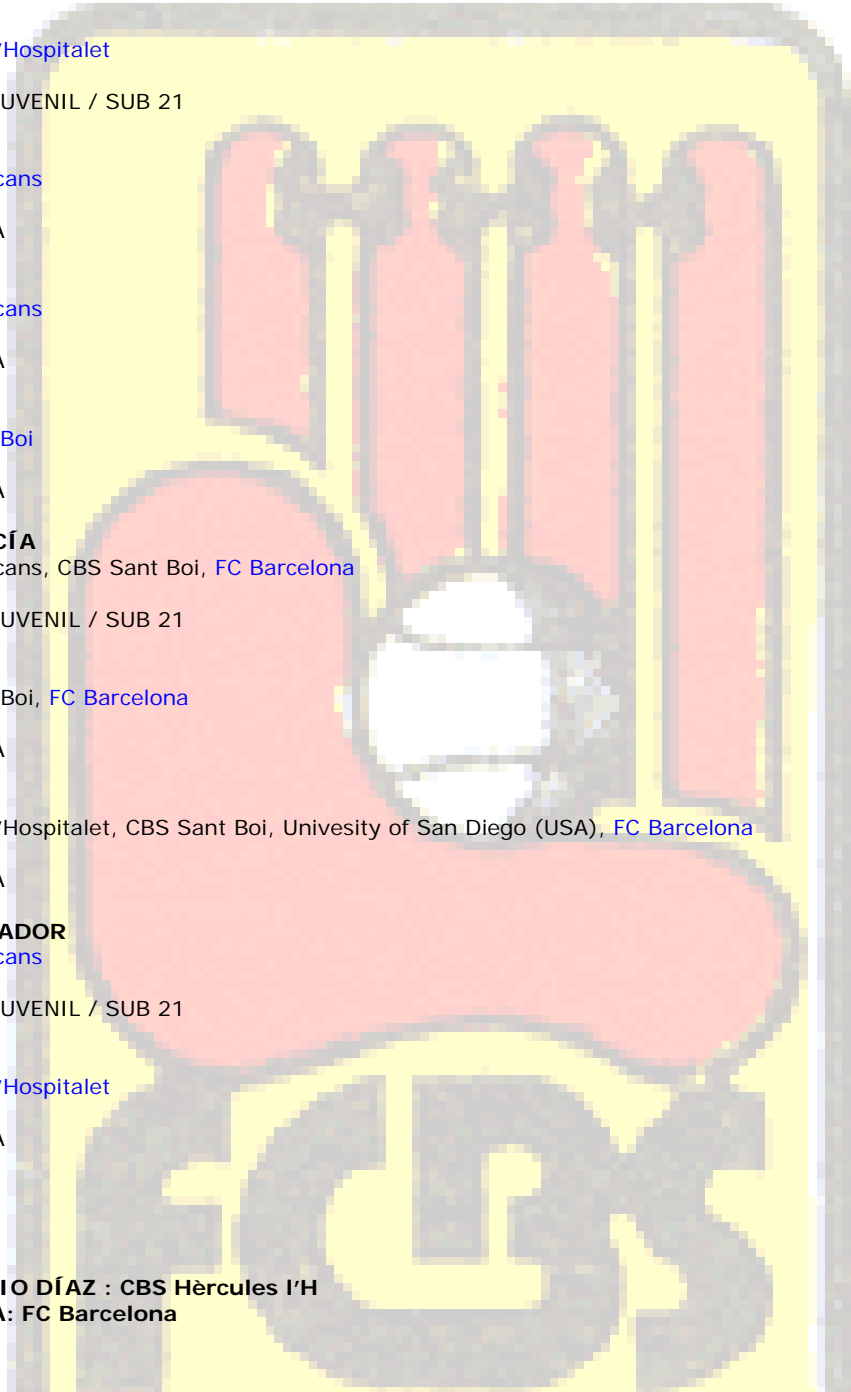 'Hospitalet
UVENIL / SUB 21
cans
A
cans
A
Boi
A
CÍA
cans, CBS Sant Boi, FC Barcelona
UVENIL / SUB 21
Boi, FC Barcelona
A
'Hospitalet, CBS Sant Boi, Univesity of San Diego (USA), FC Barcelona
A
ADOR
cans
UVENIL / SUB 21
'Hospitalet
A
IO DÍAZ : CBS Hèrcules l'H
A: FC Barcelona
fCBS